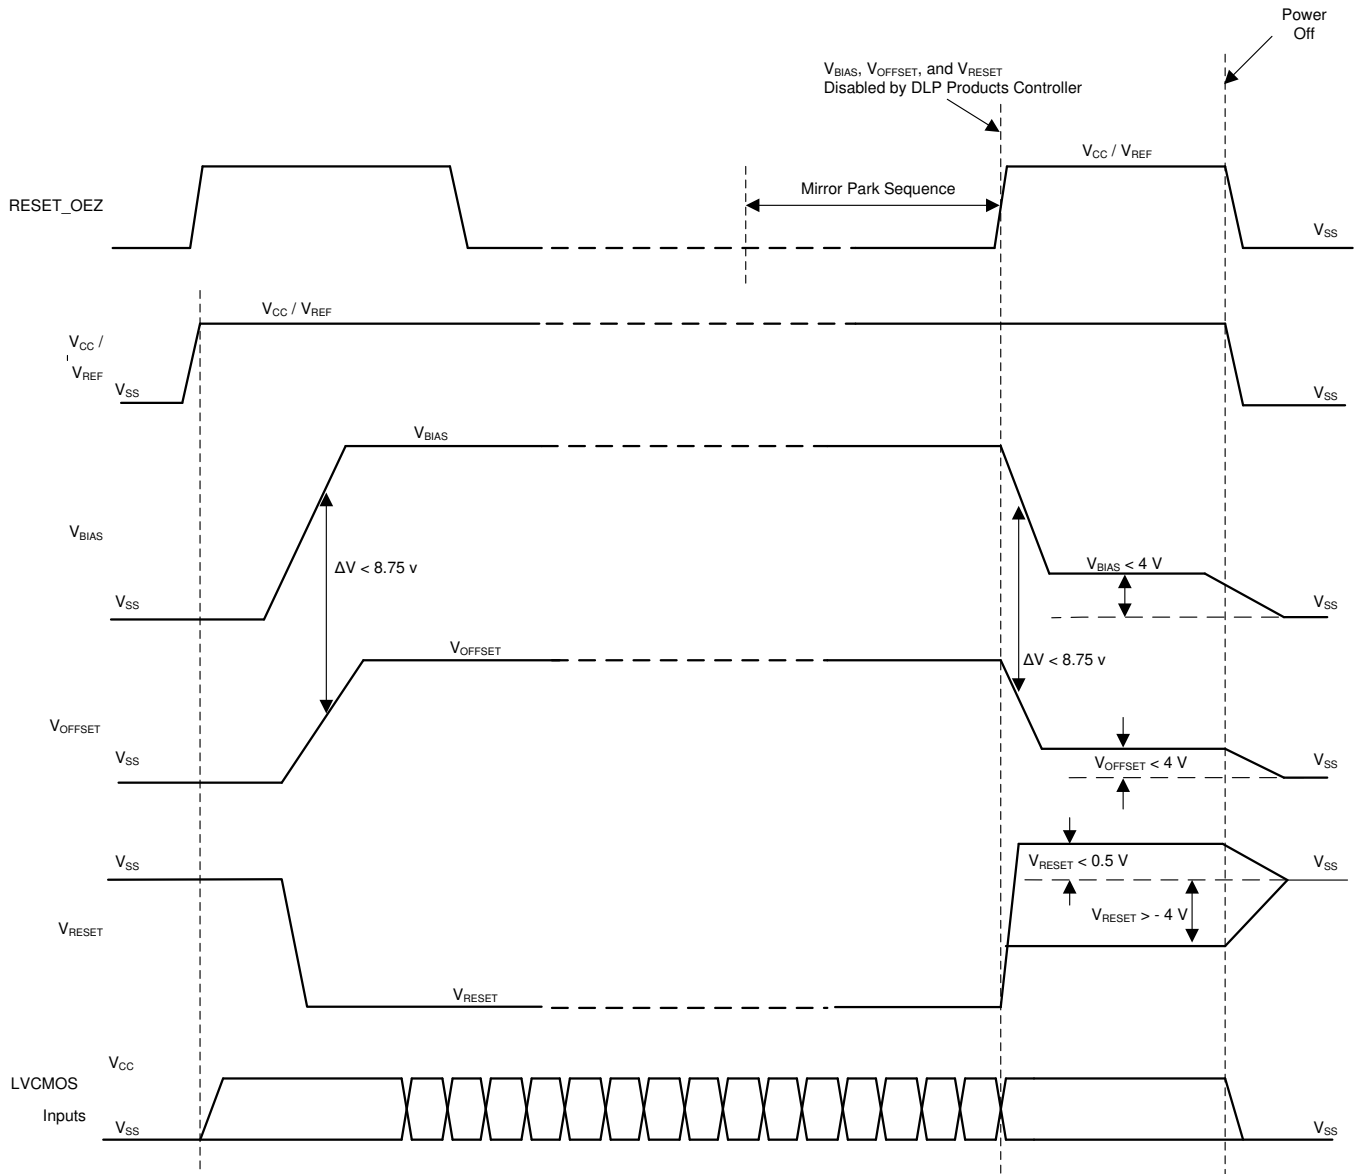 Power
Off
VBIAS, VOFFSET, and VRESET
Disabled by DLP Products Controller
VCC / VREF
Mirror Park Sequence
RESET_OEZ
VSS
VCC / VREF
VCC /
VREF
VSS
VSS
VBIAS
VBIAS
ΔV < 8.75 v
VBIAS < 4 V
VSS
VSS
VOFFSET
ΔV < 8.75 v
VOFFSET
VSS
VOFFSET < 4 V
VSS
VSS
VRESET < 0.5 V
VSS
VRESET > - 4 V
VRESET
VRESET
VCC
LVCMOS
Inputs
VSS
VSS